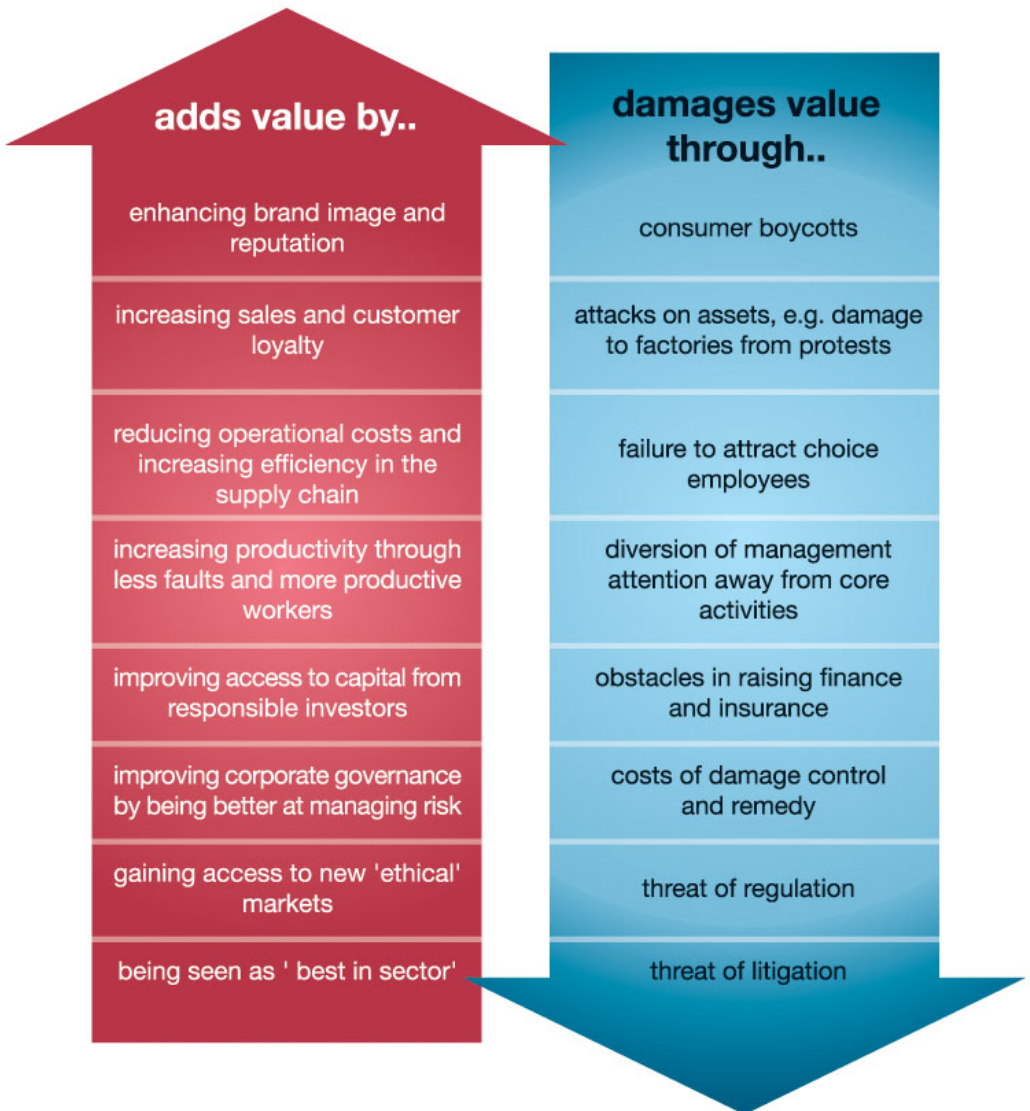 adds value by..
enhancing brand image and
reputation
increasing sales and customer
loyalty
reducing operational costs and
increasing efficiency in the
supply chain
increasing productivity through
less faults and more productive
workers
improving access to capital from
responsible investors
improving corporate governance
by being better at managing risk
gaining access to new 'ethical'
markets
being seen as ' best in sector'
damages value
through..
consumer boycotts
attacks on assets, e.g. damage
to factories from protests
failure to attract choice
employees
diversion of management
attention away from core
activities
obstacles in raising finance
and insurance
costs of damage control
and remedy
threat of regulation
threat of litigation